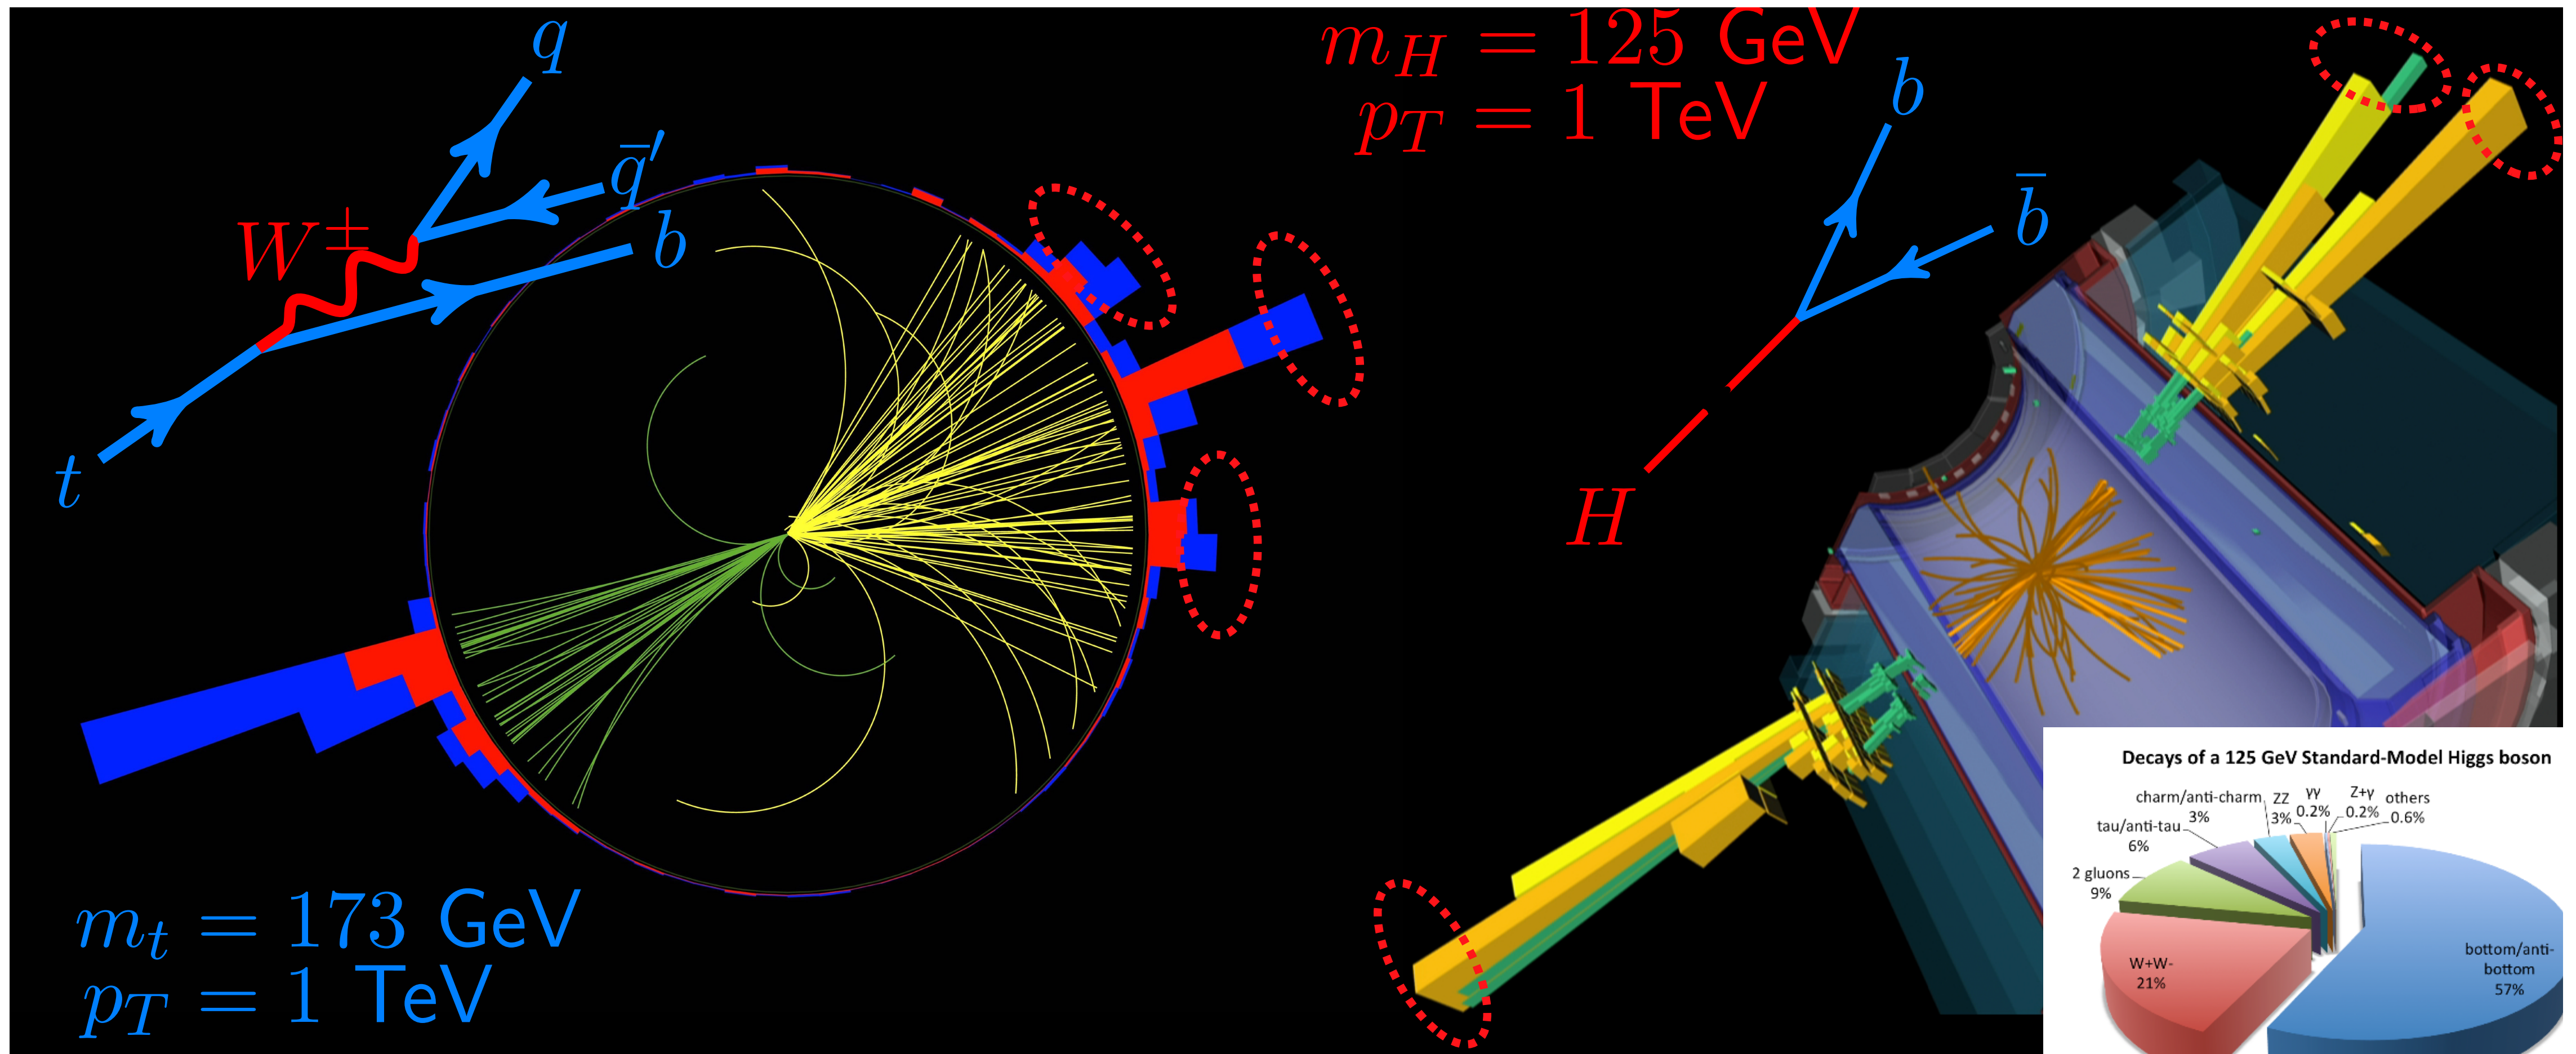 q
q̄′
W±
b
t
m_t = 173 GeV
p_T = 1 TeV
m_H = 125 GeV
p_T = 1 TeV
b
b̄
H
Decays of a 125 GeV Standard-Model Higgs boson
charm/anti-charm
3%
ZZ
3%
γγ
0.2%
Z+γ
0.2%
others
0.6%
tau/anti-tau
6%
2 gluons
9%
W+W-
21%
bottom/anti-
bottom
57%